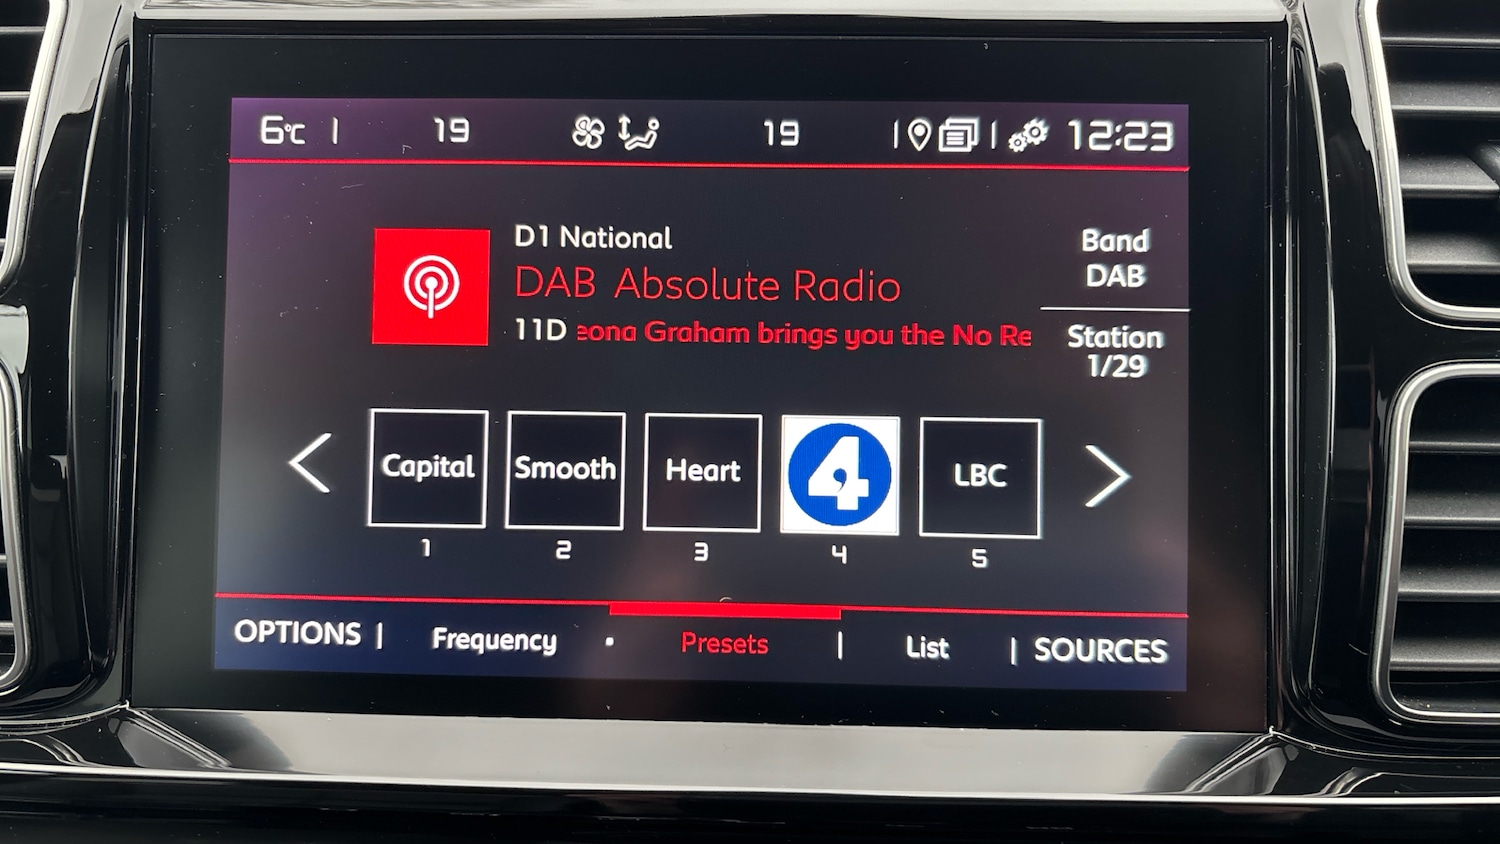 6°C | 19 19 | | 12:23
D1 National
DAB Absolute Radio
11D eona Graham brings you the No Re
Band
DAB
Station
1/29
Capital Smooth Heart 4 LBC
1 2 3 4 5
OPTIONS | Frequency • Presets | List | SOURCES